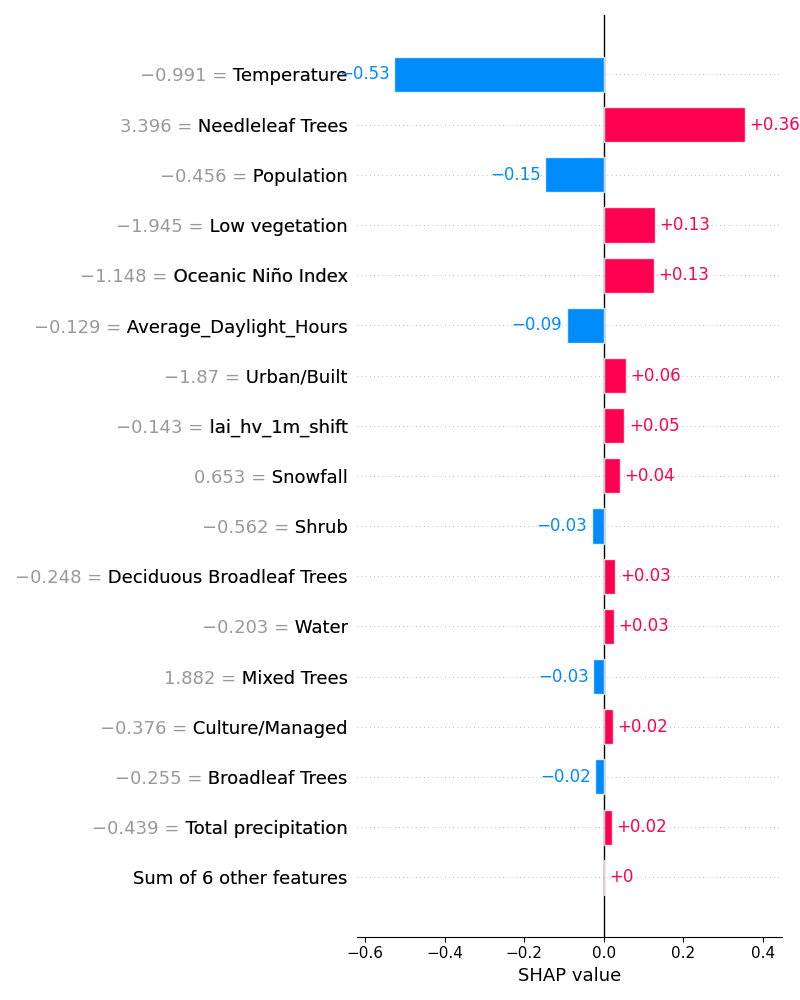 −0.991 = Temperature −0.53
3.396 = Needleleaf Trees +0.36
−0.456 = Population −0.15
−1.945 = Low vegetation +0.13
−1.148 = Oceanic Niño Index +0.13
−0.129 = Average_Daylight_Hours −0.09
−1.87 = Urban/Built +0.06
−0.143 = lai_hv_1m_shift +0.05
0.653 = Snowfall +0.04
−0.562 = Shrub −0.03
−0.248 = Deciduous Broadleaf Trees +0.03
−0.203 = Water +0.03
1.882 = Mixed Trees −0.03
−0.376 = Culture/Managed +0.02
−0.255 = Broadleaf Trees −0.02
−0.439 = Total precipitation +0.02
Sum of 6 other features +0
−0.6 −0.4 −0.2 0.0 0.2 0.4
SHAP value